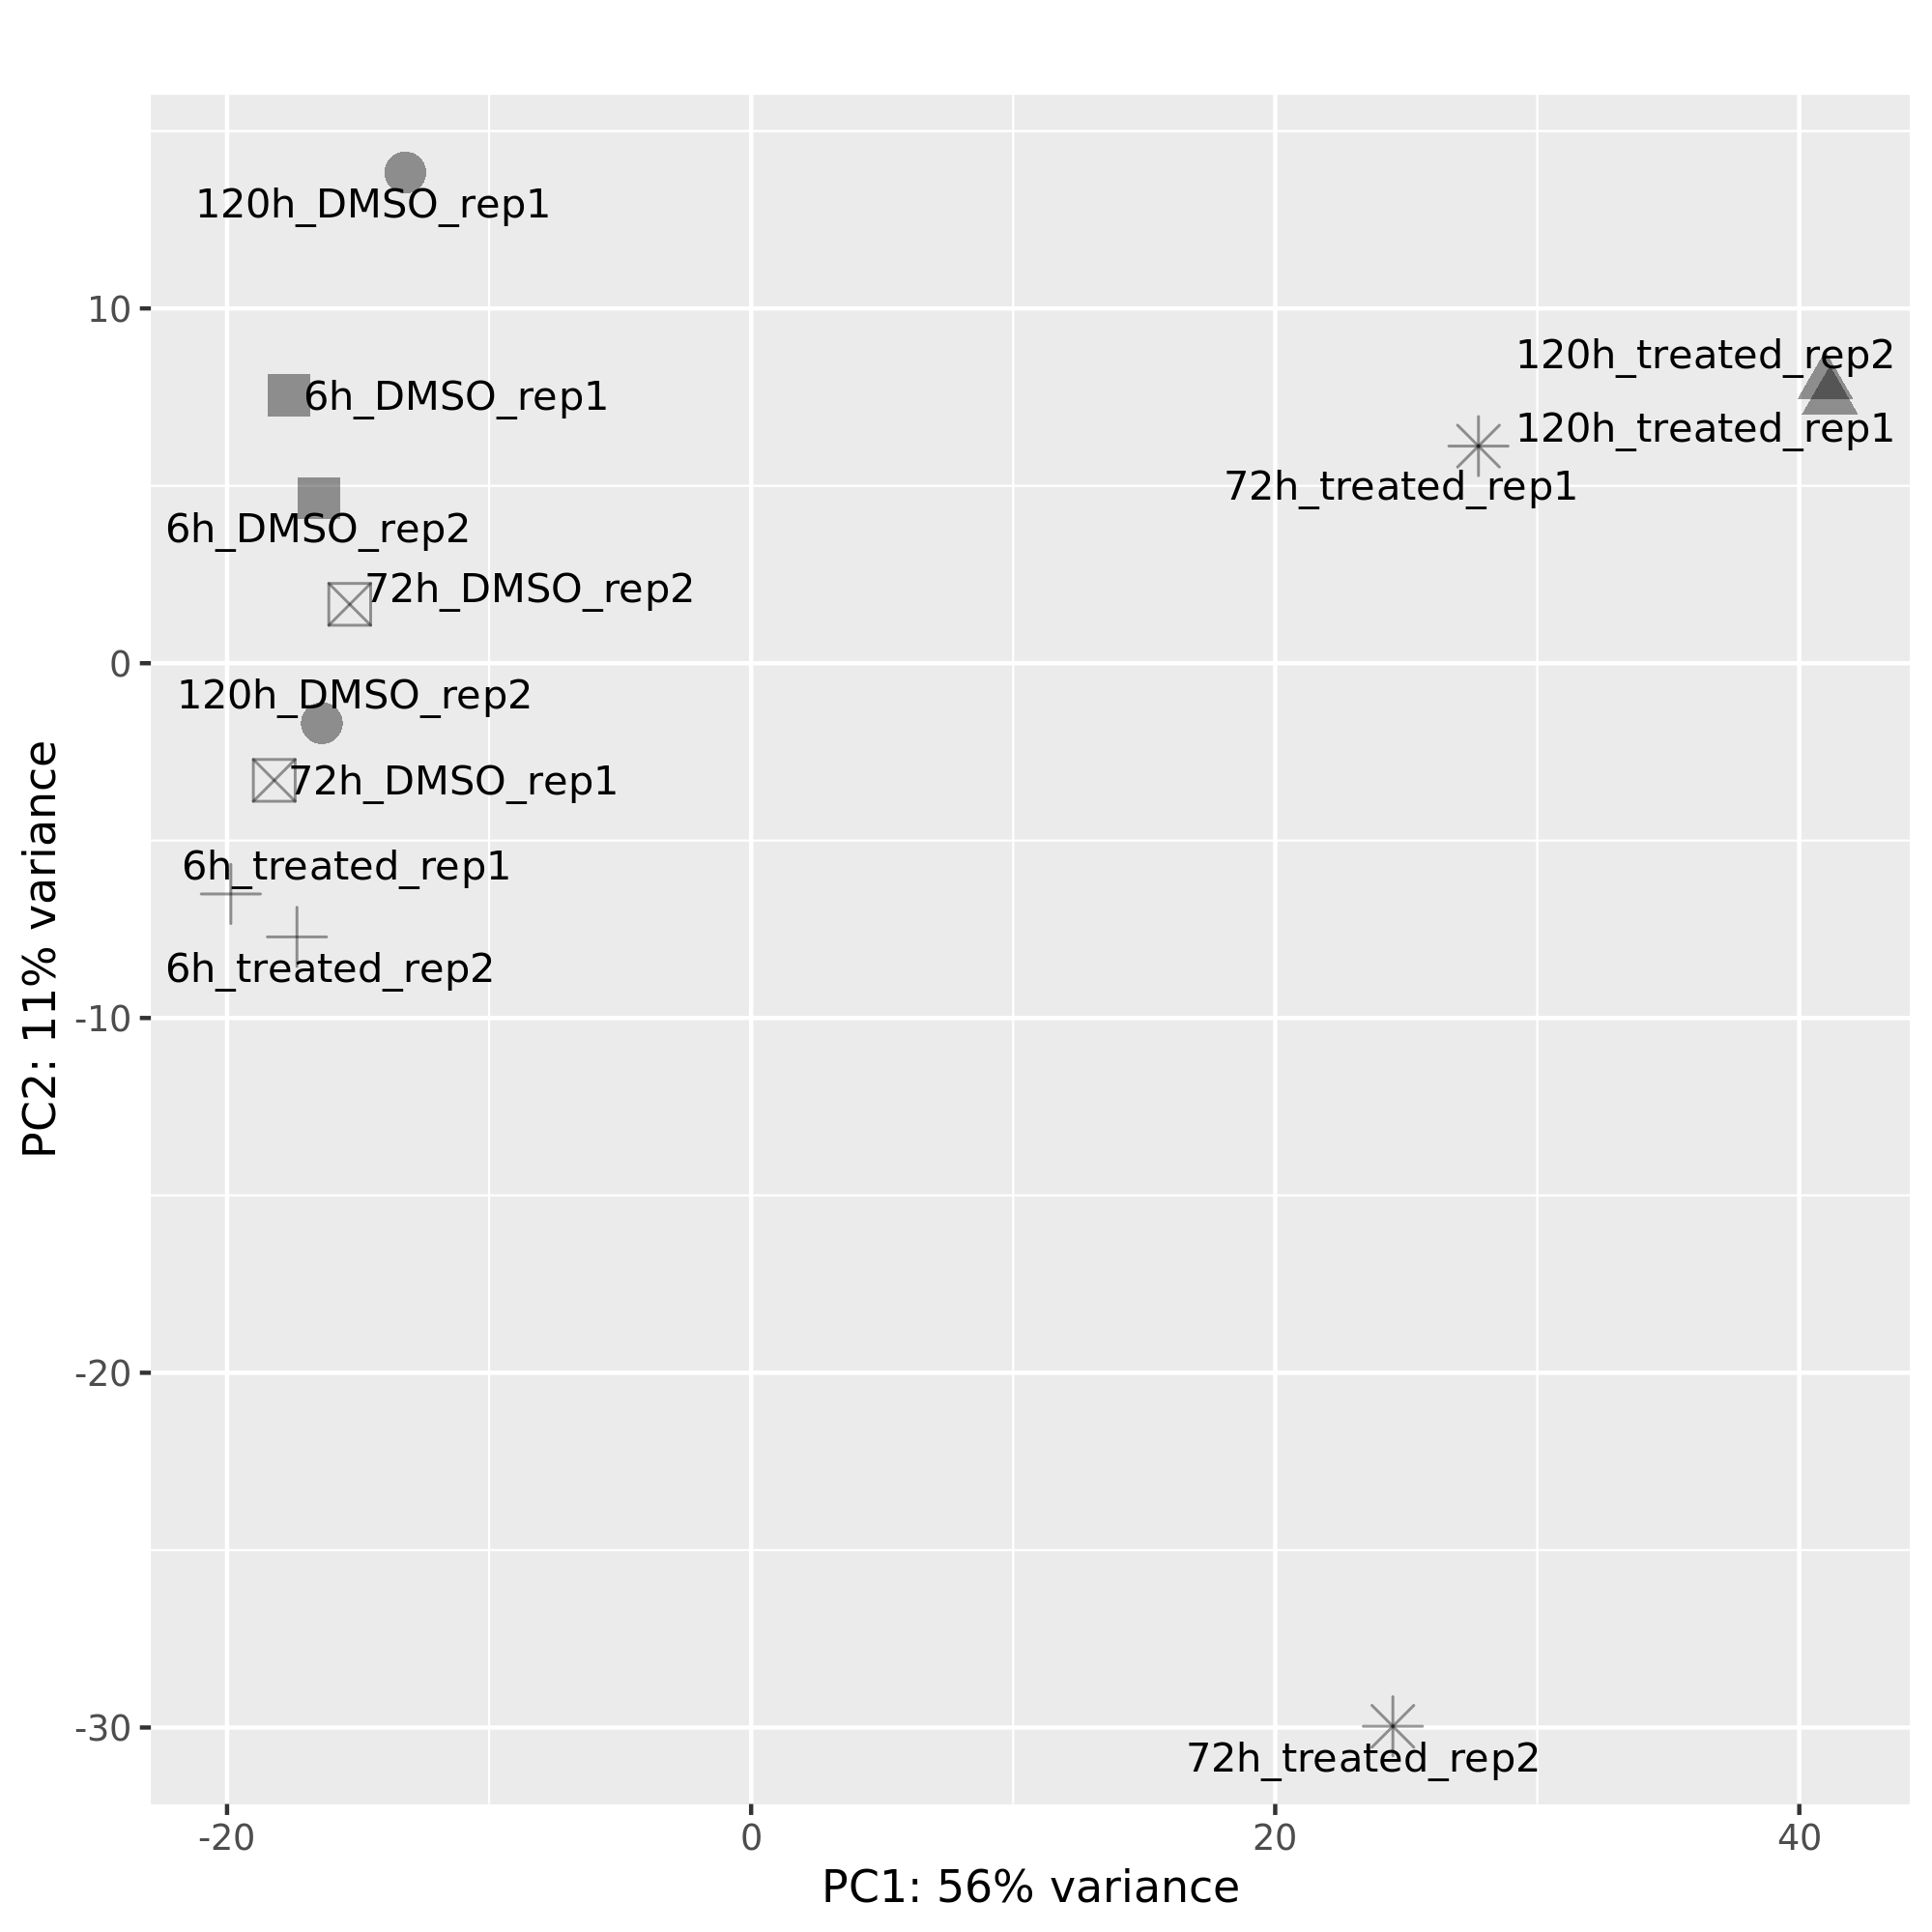 120h_DMSO_rep1
10
120h_treated_rep2
6h_DMSO_rep1
120h_treated_rep1
72h_treated_rep1
6h_DMSO_rep2
72h_DMSO_rep2
0
120h_DMSO_rep2
72h_DMSO_rep1
6h_treated_rep1
6h_treated_rep2
PC2: 11% variance
-10
-20
-30
72h_treated_rep2
-20 0 20 40
PC1: 56% variance